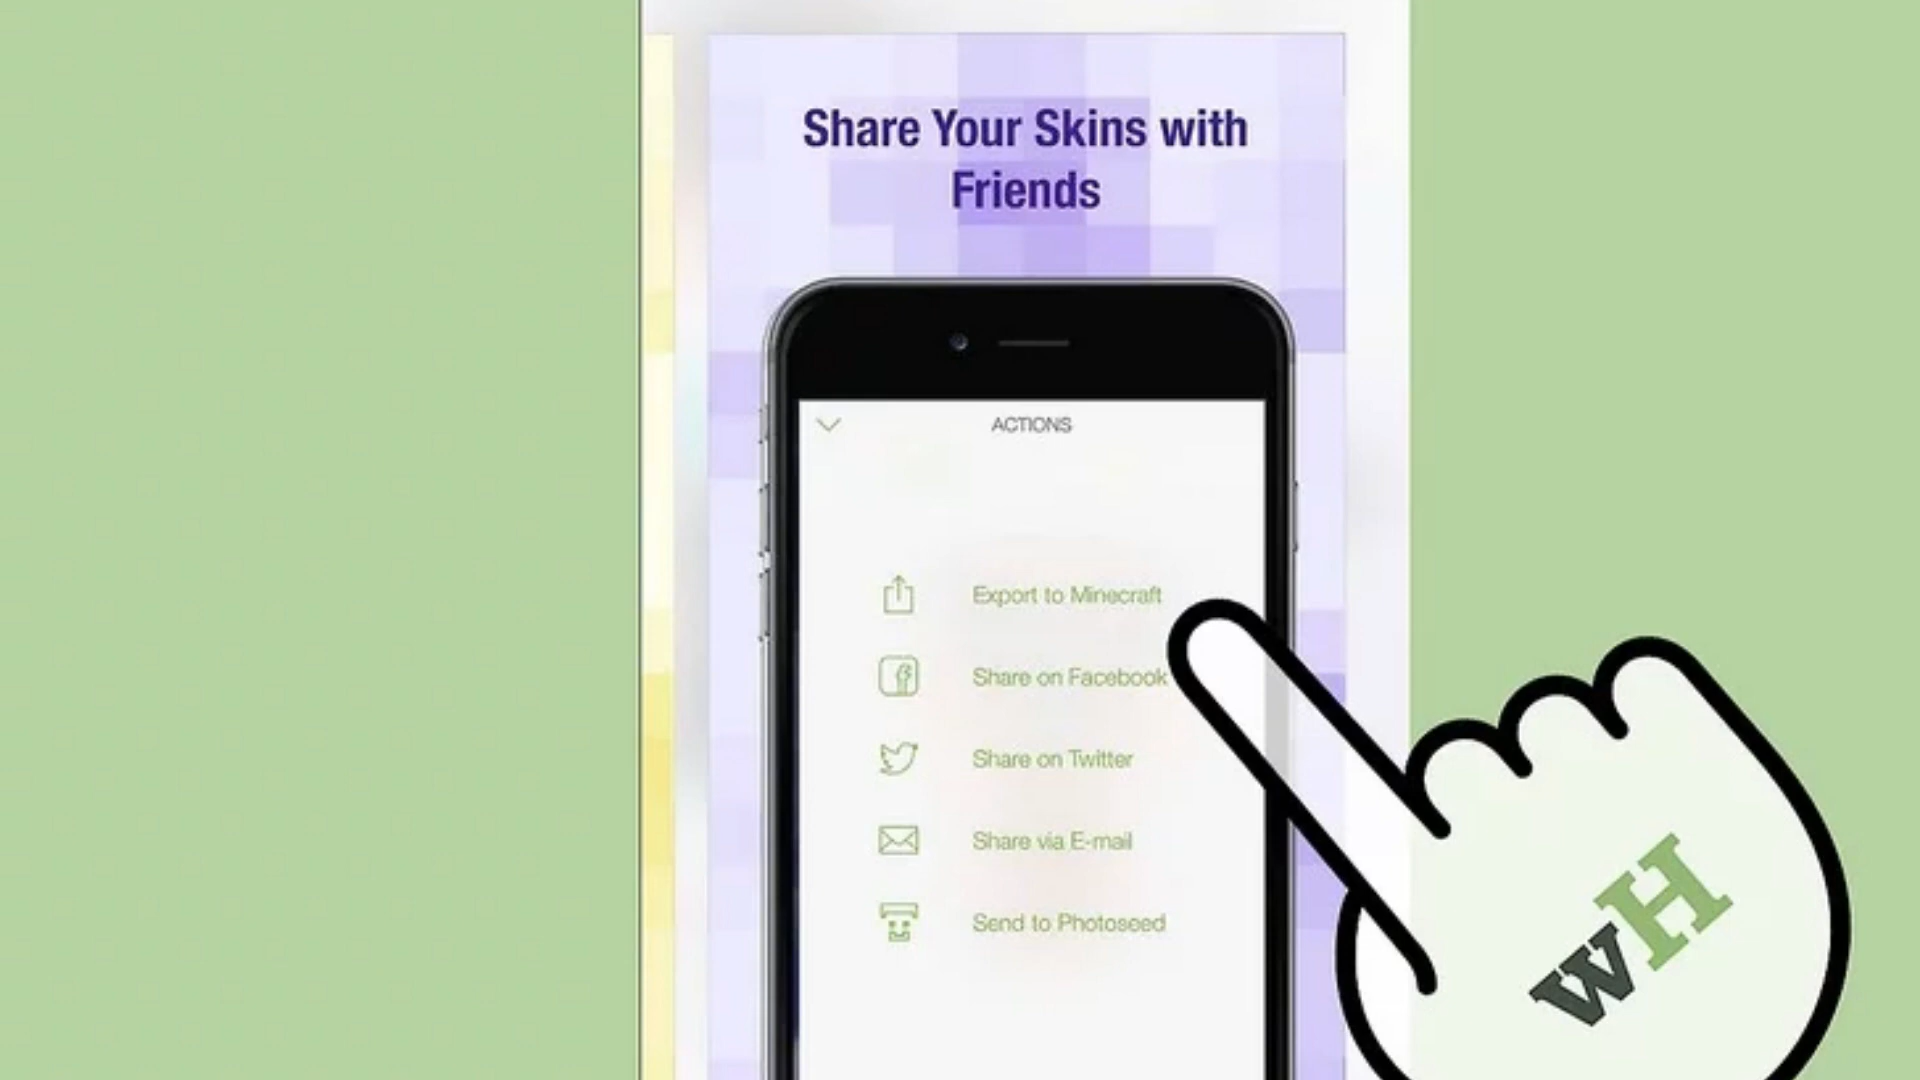 Share Your Skins with
Friends
ACTIONS
Export to Minecraft
Share on Facebook
Share on Twitter
Share via E-mail
Send to Photoseed
wH